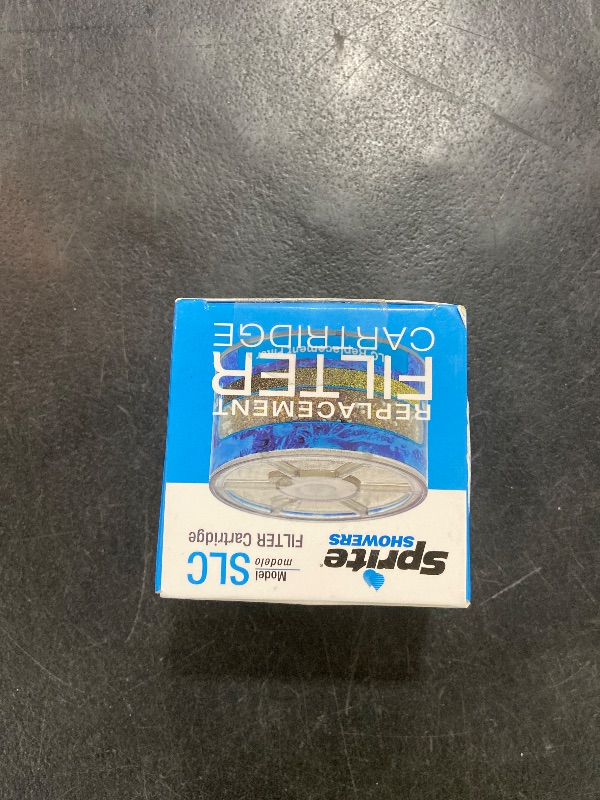 Sprite
SHOWERS
Model
modelo
SLC
FILTER Cartridge
REPLACEMENT
FILTER
CARTRIDGE